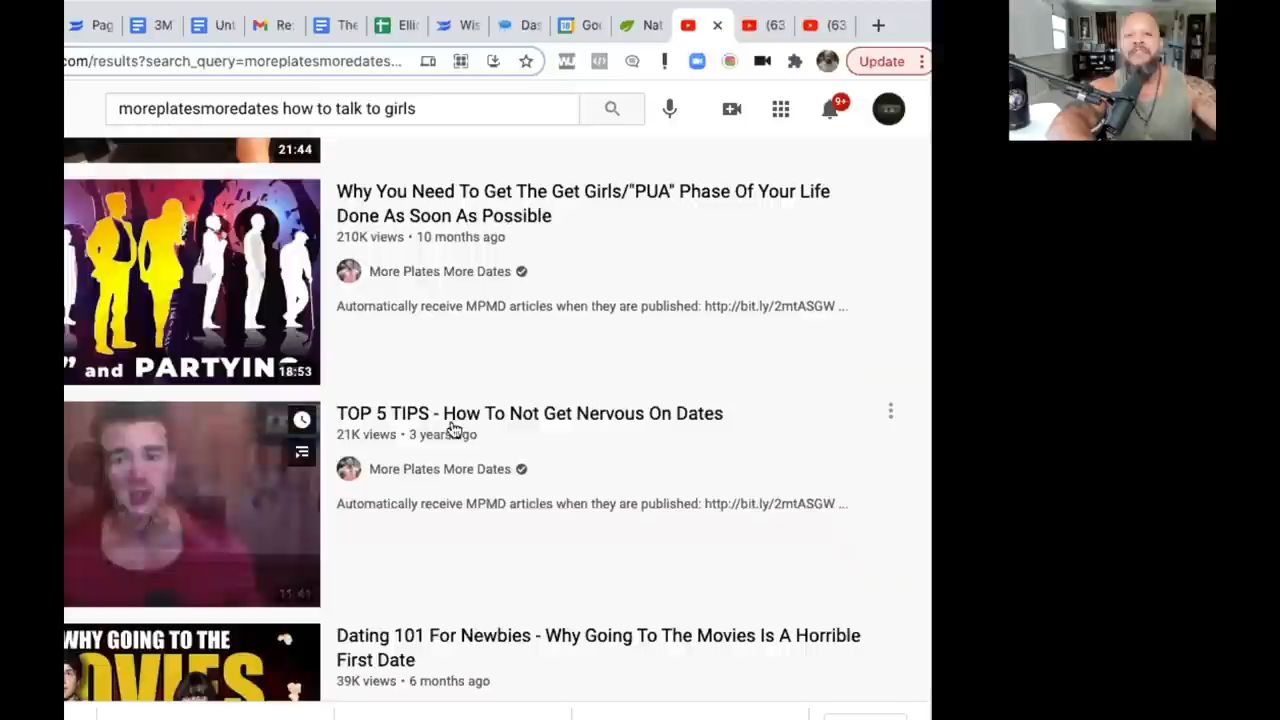 Pag
3M
Unt
Re:
The
Ellic
Wis
Das
Goo
Nat
(63
(63
com/results?search_query=moreplatesmoredates...
Update
moreplatesmoredates how to talk to girls
9+
21:44
Why You Need To Get The Get Girls/"PUA" Phase Of Your Life
Done As Soon As Possible
210K views • 10 months ago
More Plates More Dates
Automatically receive MPMD articles when they are published: http://bit.ly/2mtASGW ...
" and PARTYING
18:53
TOP 5 TIPS - How To Not Get Nervous On Dates
21K views • 3 years ago
More Plates More Dates
Automatically receive MPMD articles when they are published: http://bit.ly/2mtASGW ...
11:41
WHY GOING TO THE
Dating 101 For Newbies - Why Going To The Movies Is A Horrible
First Date
39K views • 6 months ago